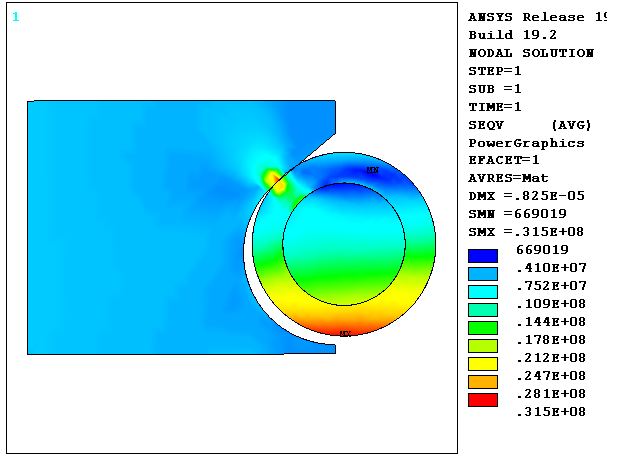 1
ANSYS Release 19
Build 19.2
NODAL SOLUTION
STEP=1
SUB =1
TIME=1
SEQV (AVG)
PowerGraphics
EFACET=1
AVRES=Mat
DMX =.825E-05
SMN =669019
SMX =.315E+08
669019
.410E+07
.752E+07
.109E+08
.144E+08
.178E+08
.212E+08
.247E+08
.281E+08
.315E+08
MN
MX